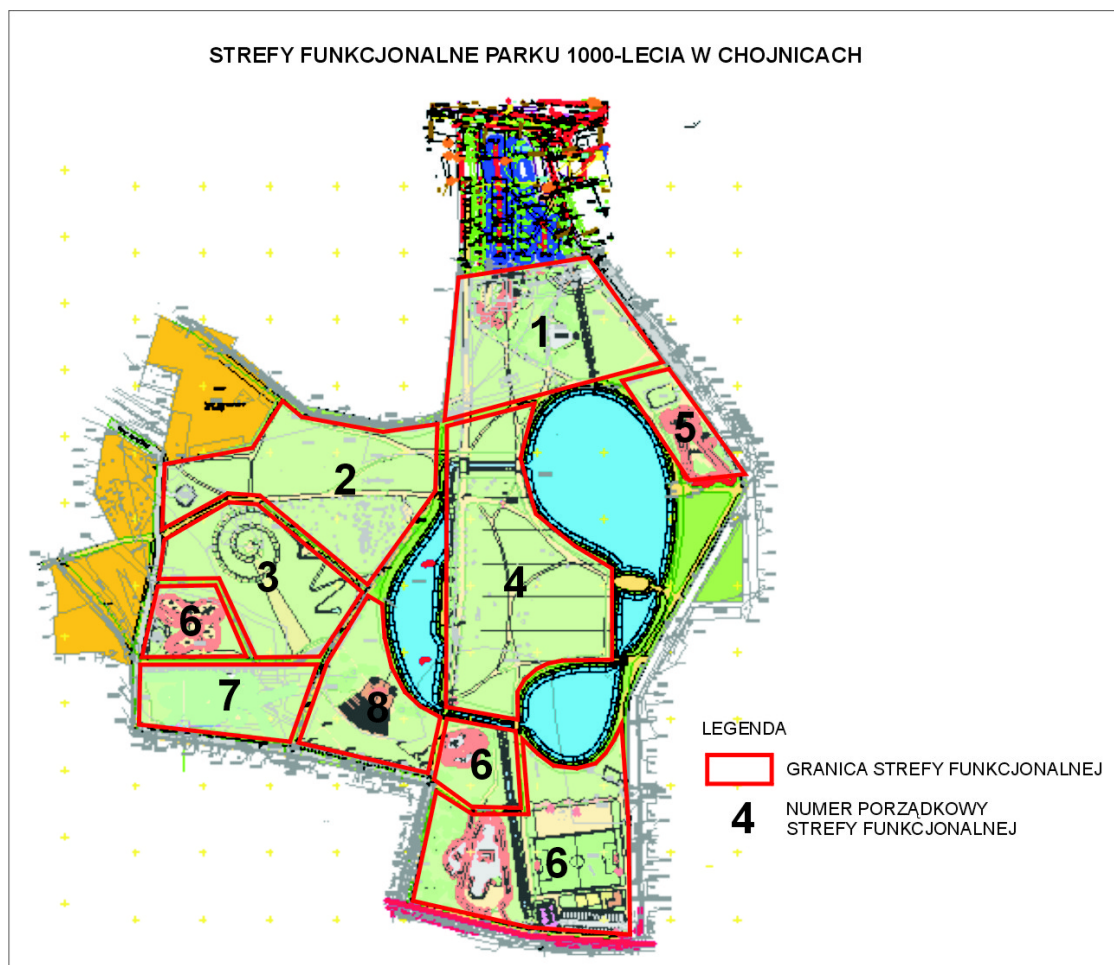 STREFY FUNKCJONALNE PARKU 1000-LECIA W CHOJNICACH
1
5
2
4
3
6
7
8
6
6
LEGENDA
GRANICA STREFY FUNKCJONALNEJ
4
NUMER PORZĄDKOWY
STREFY FUNKCJONALNEJ